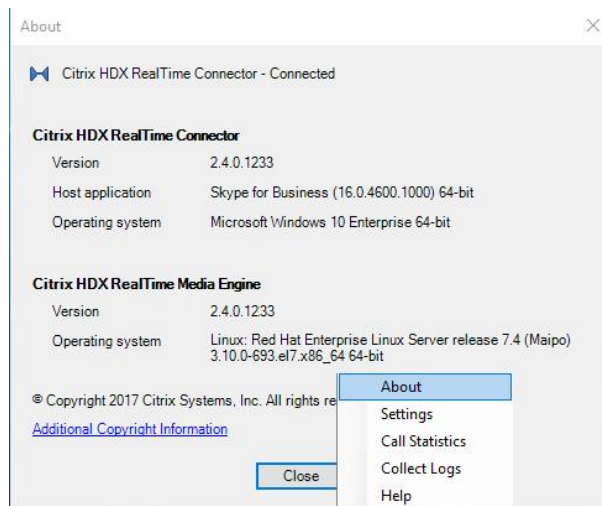 About
Citrix HDX RealTime Connector - Connected
Citrix HDX RealTime Connector
Version 2.4.0.1233
Host application Skype for Business (16.0.4600.1000) 64-bit
Operating system Microsoft Windows 10 Enterprise 64-bit
Citrix HDX RealTime Media Engine
Version 2.4.0.1233
Operating system Linux: Red Hat Enterprise Linux Server release 7.4 (Maipo)
3.10.0-693.el7.x86_64 64-bit
© Copyright 2017 Citrix Systems, Inc. All rights re
Additional Copyright Information
Close
About
Settings
Call Statistics
Collect Logs
Help